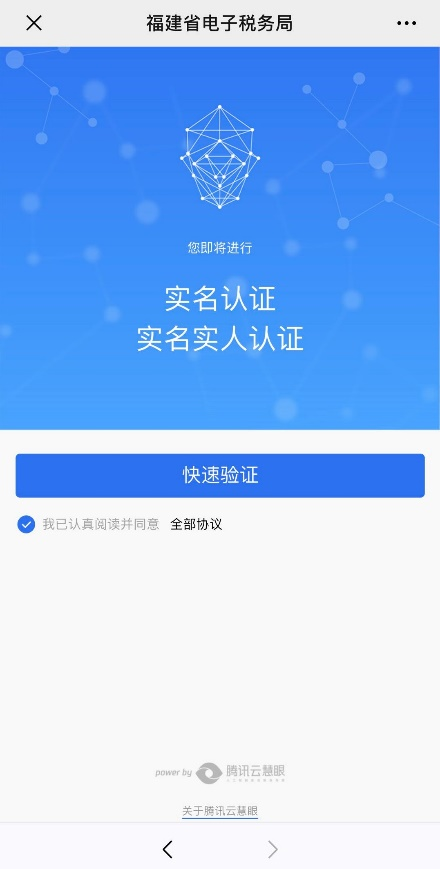 福建省电子税务局
您即将进行
实名认证
实名实人认证
快速验证
我已认真阅读并同意 全部协议
power by 腾讯云慧眼
关于腾讯云慧眼